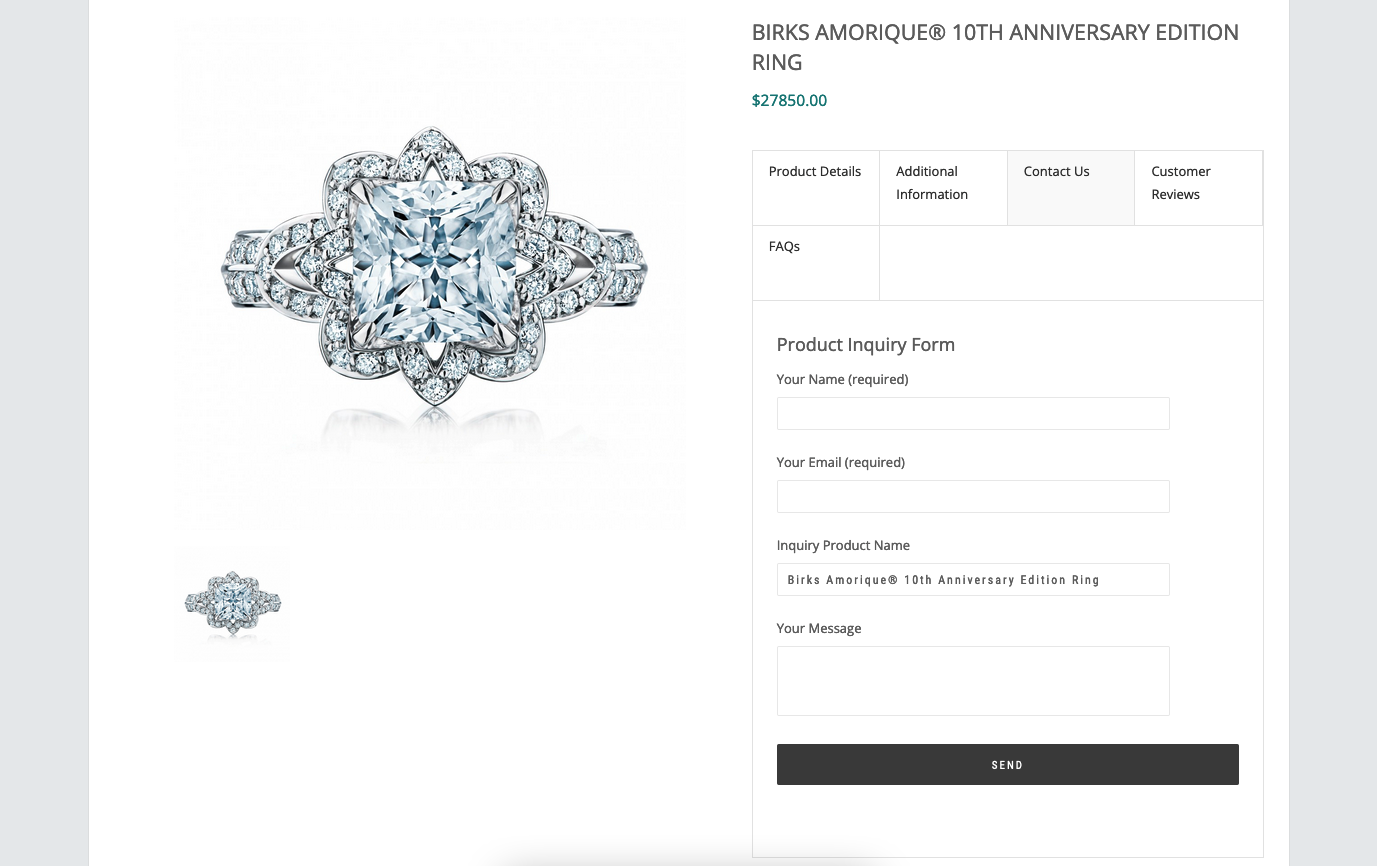 BIRKS AMORIQUE® 10TH ANNIVERSARY EDITION
RING
$27850.00
Product Details
Additional
Information
Contact Us
Customer
Reviews
FAQs
Product Inquiry Form
Your Name (required)
Your Email (required)
Inquiry Product Name
Birks Amorique® 10th Anniversary Edition Ring
Your Message
SEND